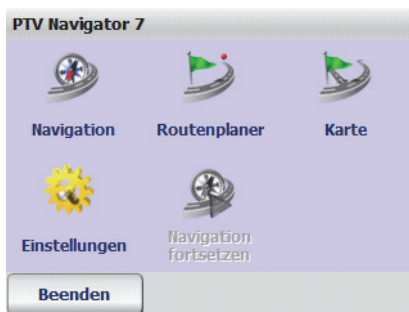 PTV Navigator 7
Navigation
Routenplaner
Karte
Einstellungen
Navigation
fortsetzen
Beenden